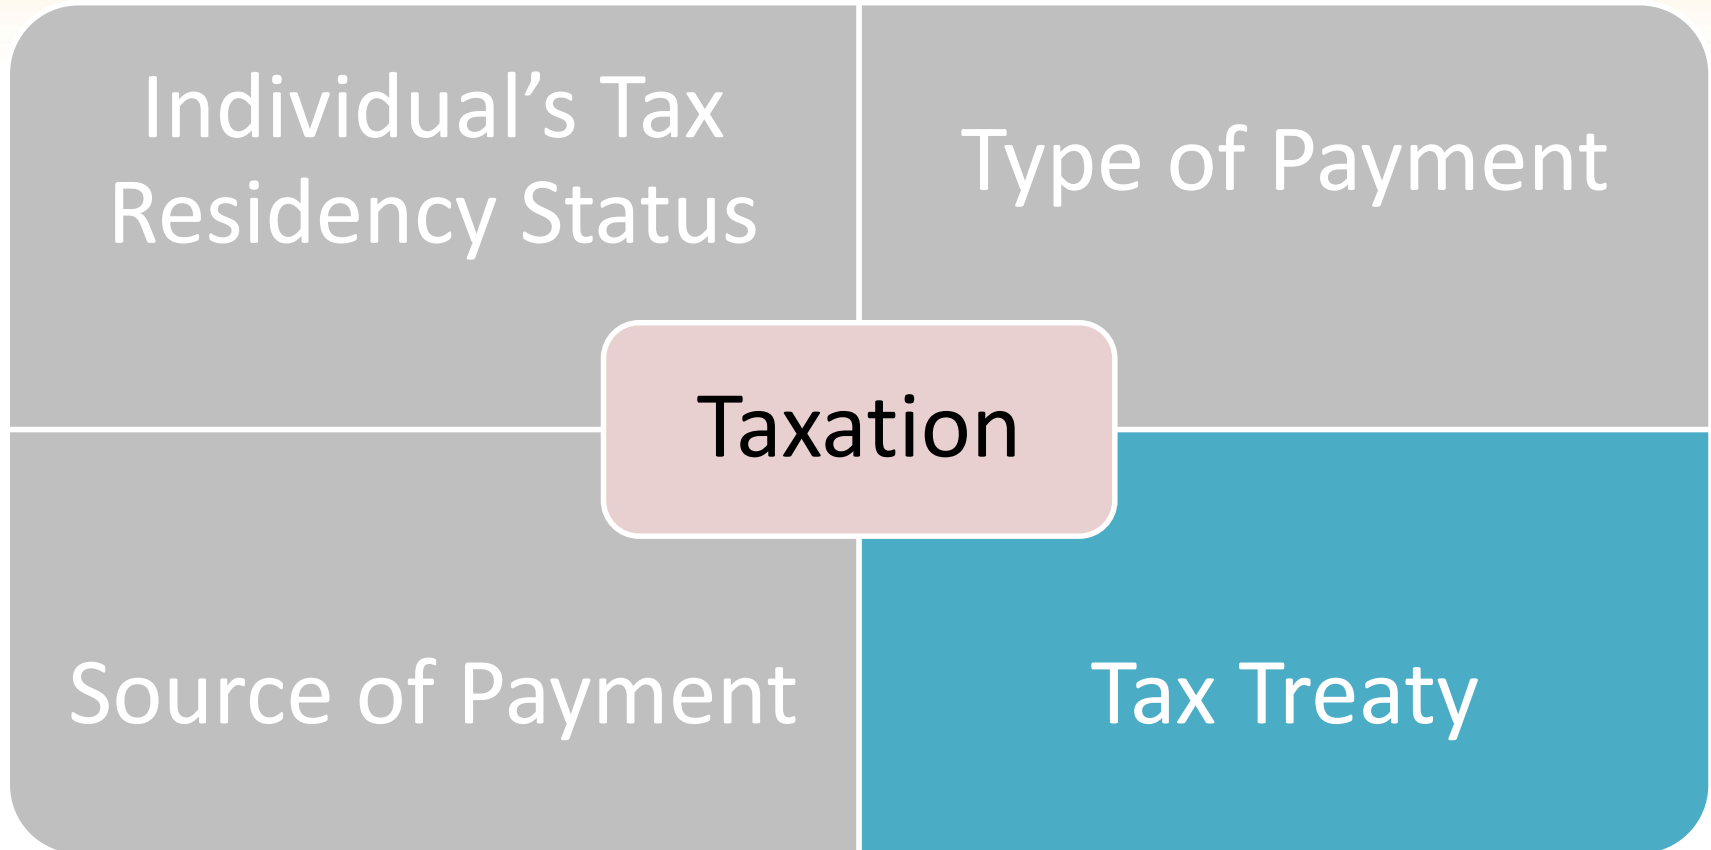 Individual’s Tax
Residency Status
Type of Payment
Taxation
Source of Payment
Tax Treaty